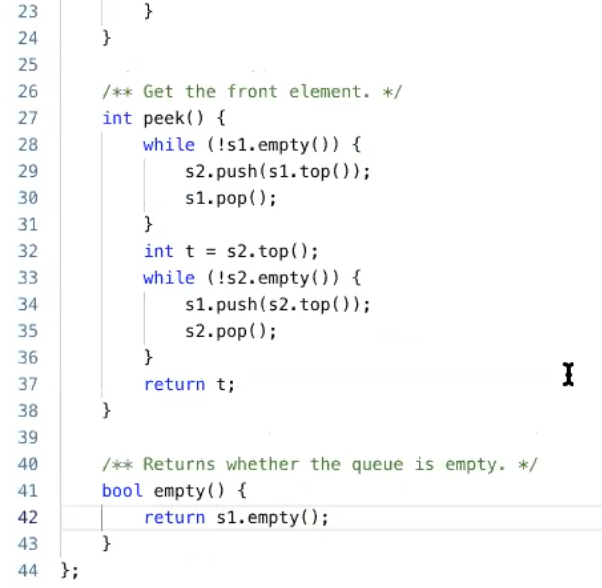 23 }
24 }
25
26 /** Get the front element. */
27 int peek() {
28 while (!s1.empty()) {
29 s2.push(s1.top());
30 s1.pop();
31 }
32 int t = s2.top();
33 while (!s2.empty()) {
34 s1.push(s2.top());
35 s2.pop();
36 }
37 return t;
38 }
39
40 /** Returns whether the queue is empty. */
41 bool empty() {
42 return s1.empty();
43 }
44 };